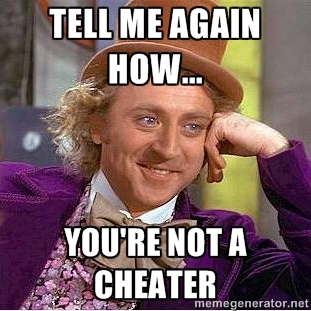 TELL ME AGAIN
HOW...
YOU'RE NOT A
CHEATER
memegenerator.net